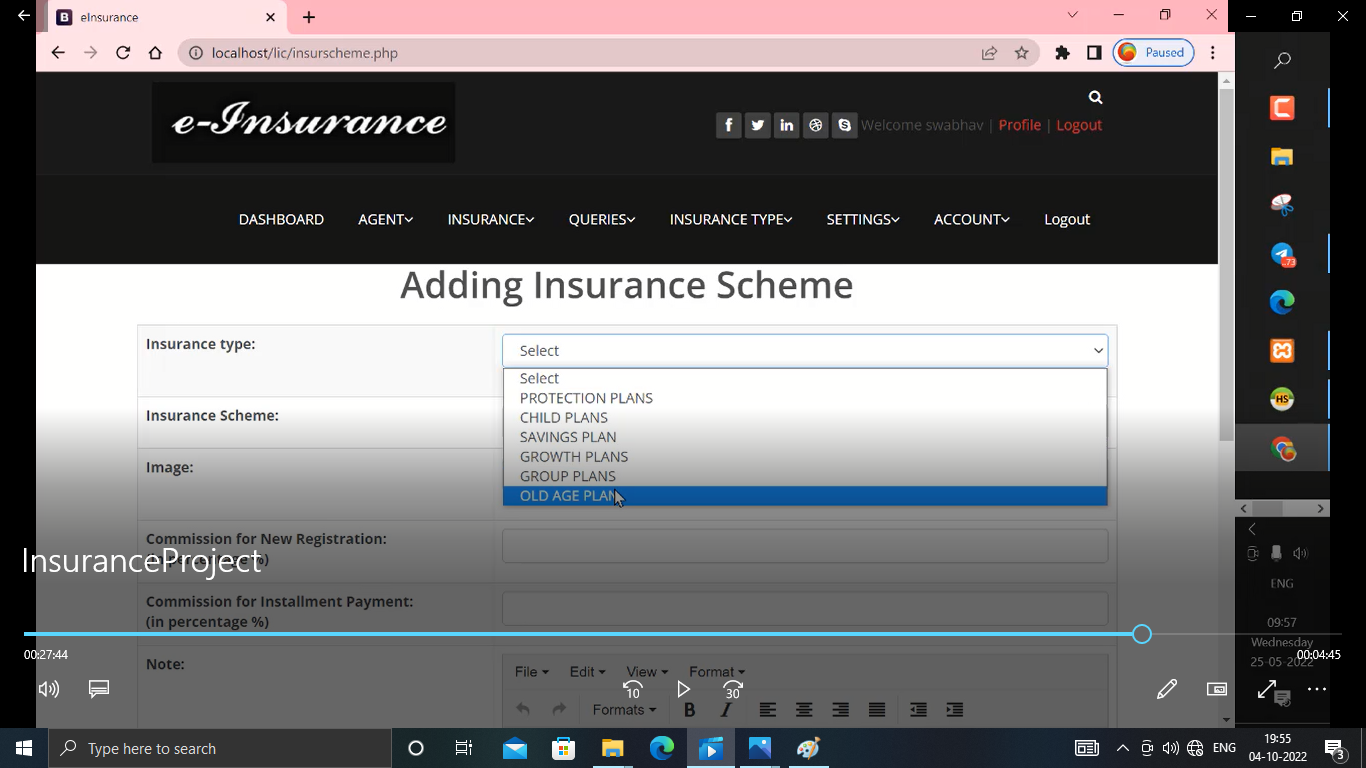 eInsurance
localhost/lic/insurscheme.php
Paused
e-Insurance
Welcome swabhav | Profile | Logout
DASHBOARD AGENT INSURANCE QUERIES INSURANCE TYPE SETTINGS ACCOUNT Logout
Adding Insurance Scheme
Insurance type:
Select
Select
PROTECTION PLANS
CHILD PLANS
SAVINGS PLAN
GROWTH PLANS
GROUP PLANS
OLD AGE PLAN
Insurance Scheme:
Image:
Commission for New Registration:
(in percentage %)
InsuranceProject
Commission for Installment Payment:
(in percentage %)
Note:
File Edit View Format
Formats B I
00:27:44
00:04:45
10
30
..73
HS
ENG
09:57
Wednesday
25-05-2022
Type here to search
ENG
19:55
04-10-2022
3